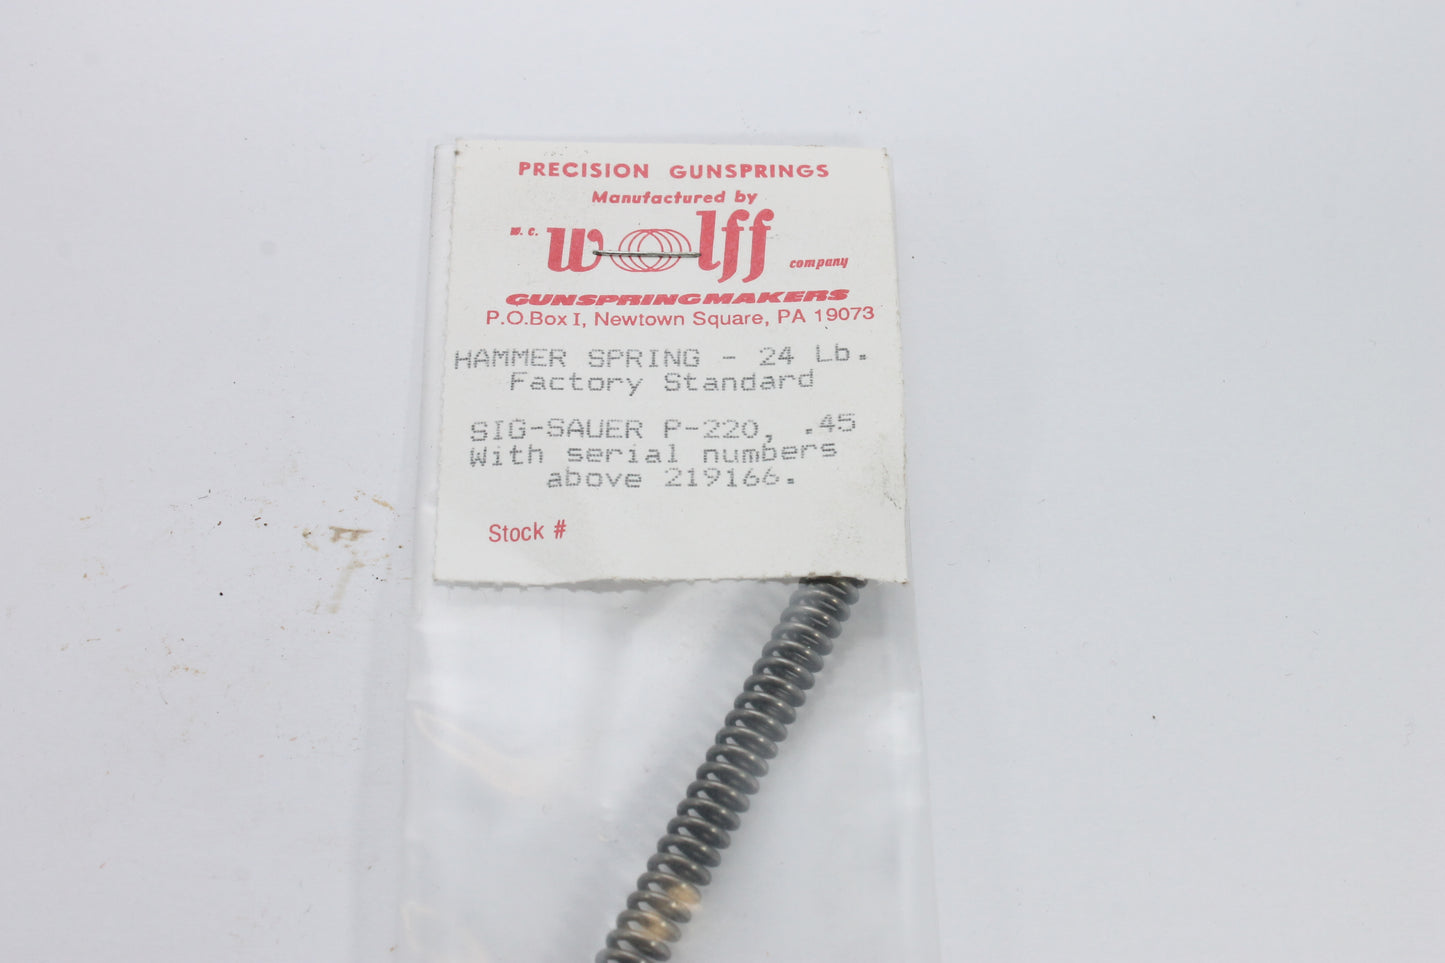 PRECISION GUNSPRINGS
Manufactured by
W. C. Wolff company
GUNSPRINGMAKERS
P.O.Box I, Newtown Square, PA 19073
HAMMER SPRING - 24 Lb.
Factory Standard
SIG-SAUER P-220, .45
With serial numbers
above 219166.
Stock #